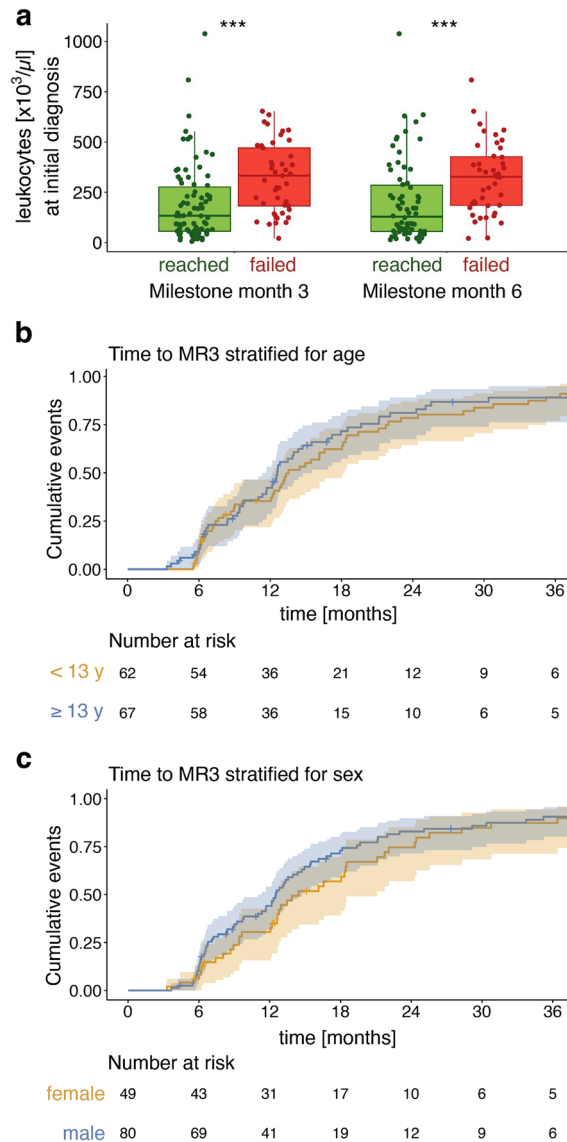 a
*** ***
leukocytes [x10³/µl]
at initial diagnosis
1000
750
500
250
0
reached failed reached failed
Milestone month 3 Milestone month 6
b
Time to MR3 stratified for age
Cumulative events
1.00
0.75
0.50
0.25
0.00
0 6 12 18 24 30 36
time [months]
Number at risk
< 13 y 62 54 36 21 12 9 6
≥ 13 y 67 58 36 15 10 6 5
c
Time to MR3 stratified for sex
Cumulative events
1.00
0.75
0.50
0.25
0.00
0 6 12 18 24 30 36
time [months]
Number at risk
female 49 43 31 17 10 6 5
male 80 69 41 19 12 9 6